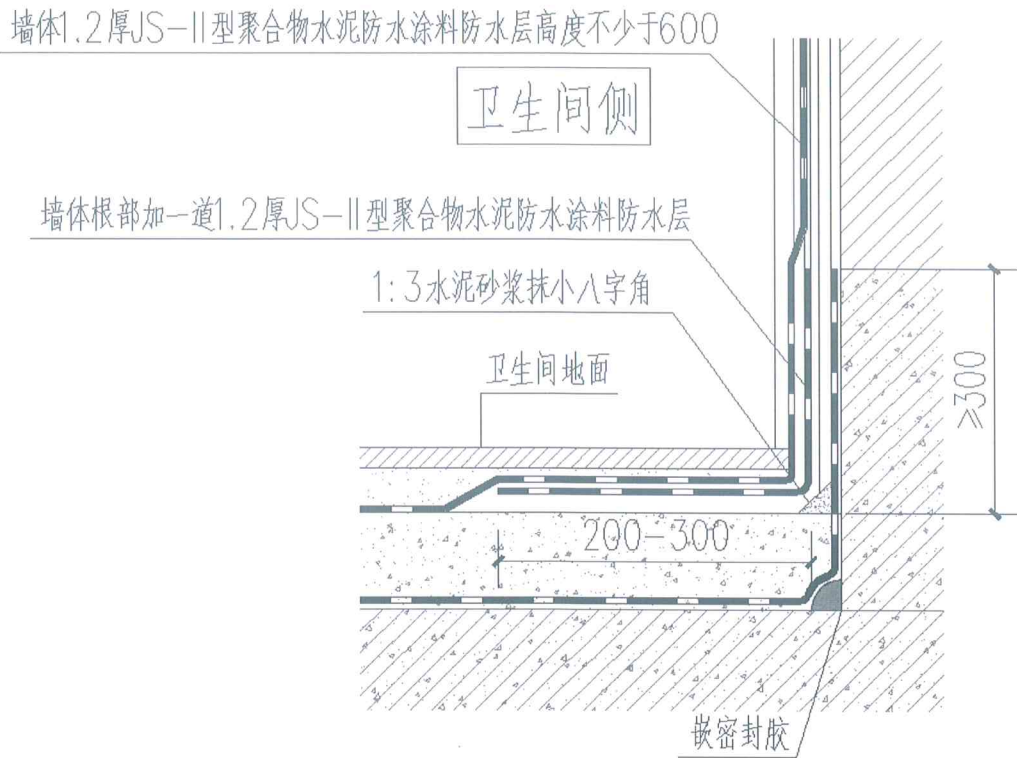 墙体1.2厚JS-II型聚合物水泥防水涂料防水层高度不少于600
卫生间侧
墙体根部加一道1.2厚JS-II型聚合物水泥防水涂料防水层
1:3水泥砂浆抹小八字角
卫生间地面
≥300
200-300
嵌密封胶